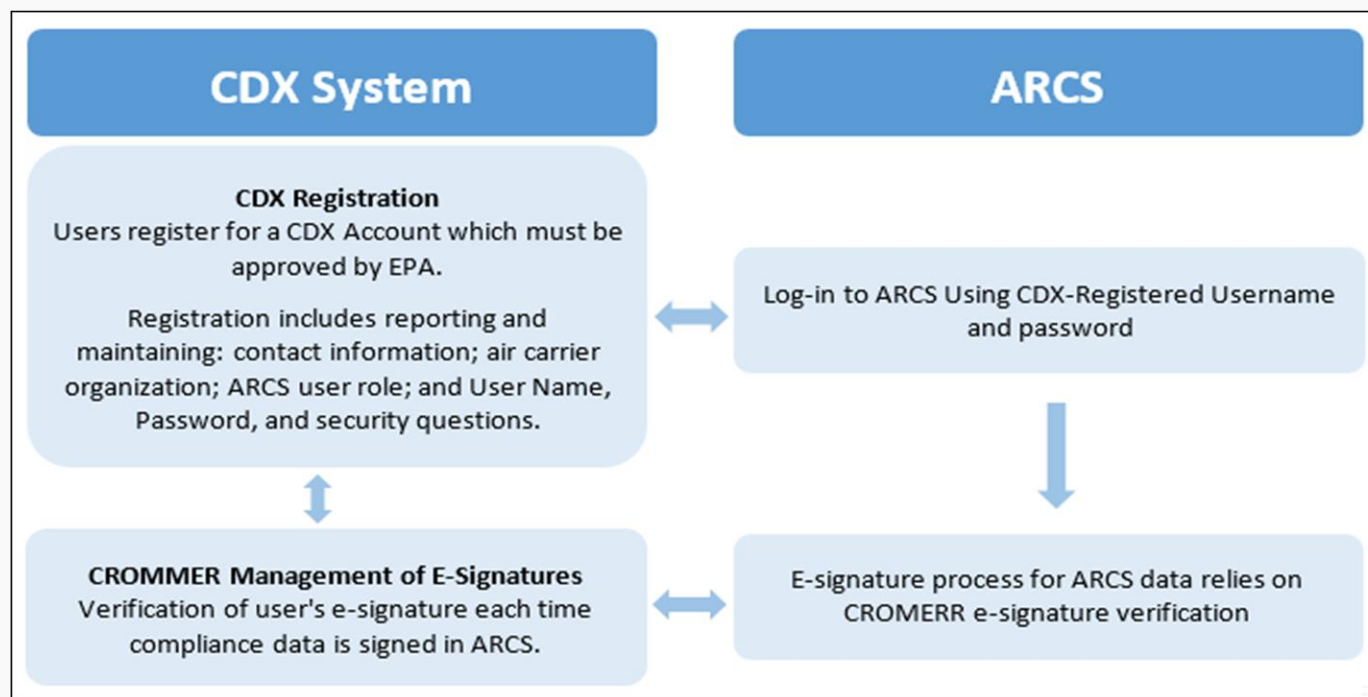 CDX System
ARCS
CDX Registration
Users register for a CDX Account which must be
approved by EPA.
Registration includes reporting and
maintaining: contact information; air carrier
organization; ARCS user role; and User Name,
Password, and security questions.
Log-in to ARCS Using CDX-Registered Username
and password
CROMMER Management of E-Signatures
Verification of user's e-signature each time
compliance data is signed in ARCS.
E-signature process for ARCS data relies on
CROMERR e-signature verification